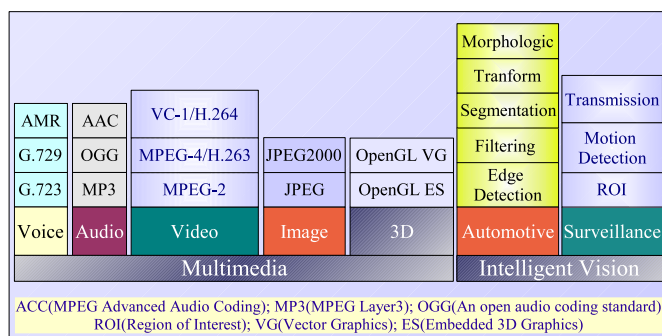 Morphologic
Tranform
Segmentation
Filtering
Edge
Detection
Automotive
Transmission
Motion
Detection
ROI
Surveillance
AMR
G.729
G.723
Voice
AAC
OGG
MP3
Audio
VC-1/H.264
MPEG-4/H.263
MPEG-2
Video
JPEG2000
JPEG
Image
OpenGL VG
OpenGL ES
3D
Multimedia
Intelligent Vision
ACC(MPEG Advanced Audio Coding); MP3(MPEG Layer3); OGG(An open audio coding standard)
ROI(Region of Interest); VG(Vector Graphics); ES(Embedded 3D Graphics)